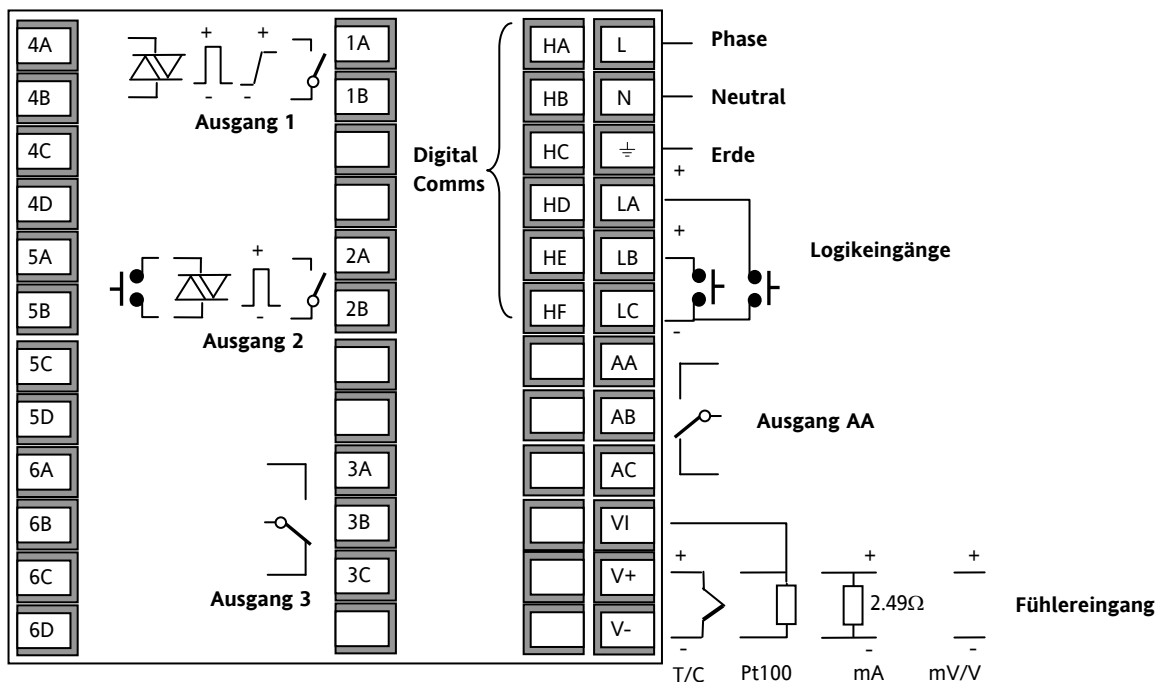 4A
4B
4C
4D
5A
5B
5C
5D
6A
6B
6C
6D
+ +
- -
Ausgang 1
+
-
Ausgang 2
Ausgang 3
1A
1B
2A
2B
3A
3B
3C
Digital
Comms
HA
HB
HC
HD
HE
HF
L
N
LA
LB
LC
AA
AB
AC
VI
V+
V-
Phase
Neutral
Erde
+
+
-
Logikeingänge
Ausgang AA
+ + +
2.49Ω
Fühlereingang
- - -
T/C Pt100 mA mV/V